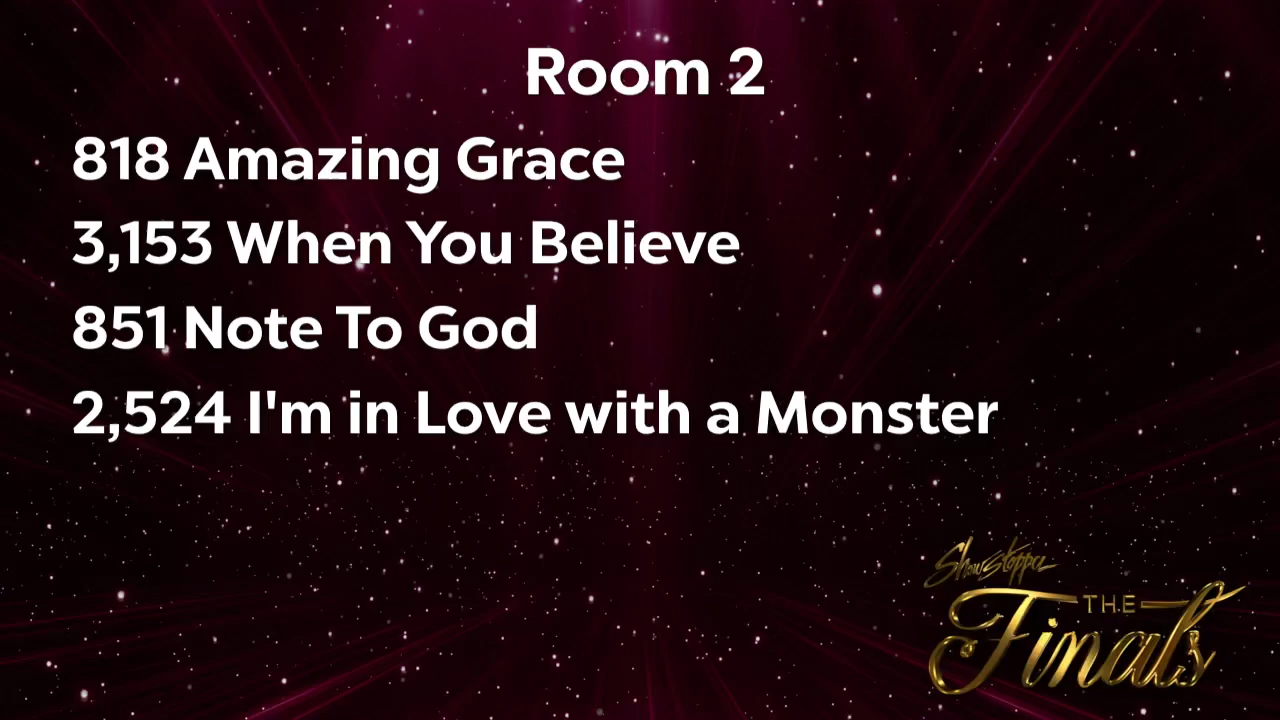 Room 2
818 Amazing Grace
3,153 When You Believe
851 Note To God
2,524 I'm in Love with a Monster
Showstopper
THE
Finals